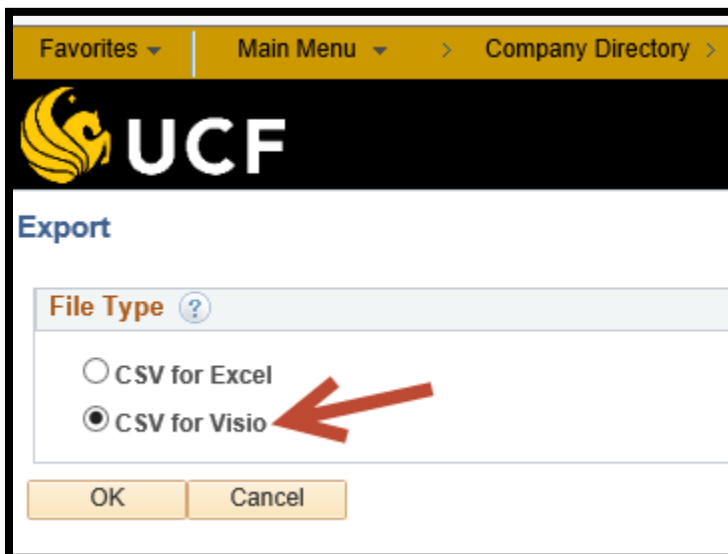 Favorites Main Menu > Company Directory >
UCF
Export
File Type ?
CSV for Excel
CSV for Visio
OK Cancel